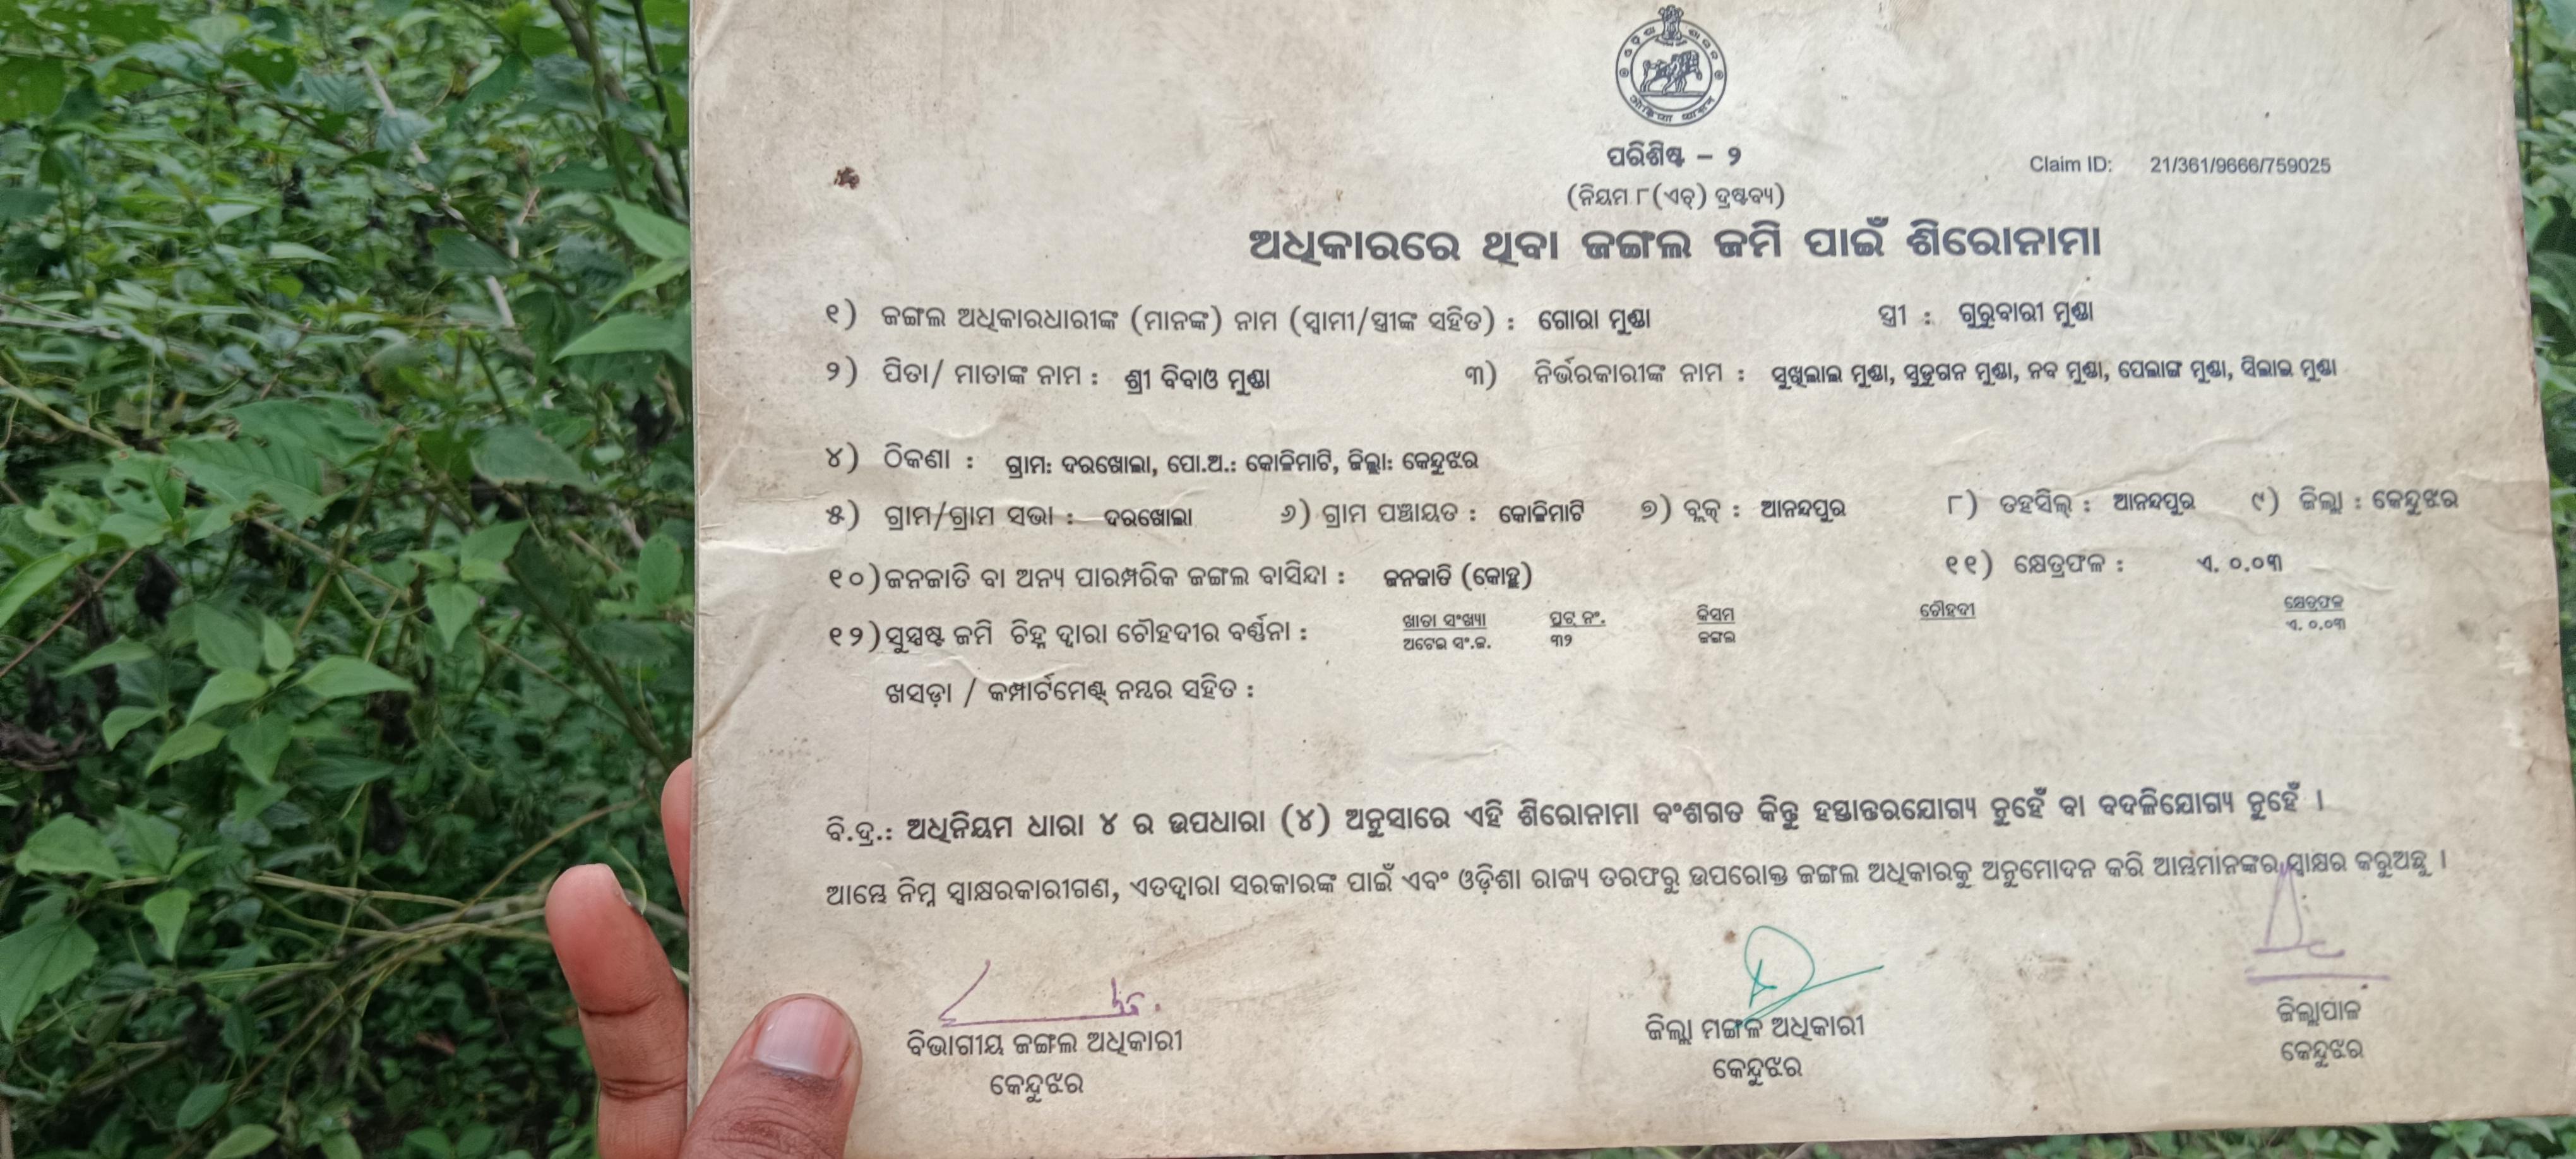 ପରିଶିଷ୍ଟ – ୨
Claim ID: 21/361/9666/759025
(ନିୟମ ୮(ଏଚ୍) ଦ୍ରଷ୍ଟବ୍ୟ)
ଅଧିକାରରେ ଥିବା ଜଙ୍ଗଲ ଜମି ପାଇଁ ଶିରୋନାମା
୧) ଜଙ୍ଗଲ ଅଧିକାରଧାରୀଙ୍କ (ମାନଙ୍କ) ନାମ (ସ୍ୱାମୀ/ସ୍ତ୍ରୀଙ୍କ ସହିତ) : ଗୋରା ମୁଣ୍ଡା ସ୍ତ୍ରୀ : ଗୁରୁବାରୀ ମୁଣ୍ଡା
୨) ପିତା/ ମାତାଙ୍କ ନାମ : ଶ୍ରୀ ବିବାଓ ମୁଣ୍ଡା ୩) ନିର୍ଭରକାରୀଙ୍କ ନାମ : ସୁଖିଲାଲ ମୁଣ୍ଡା, ସୁଡୁଗନ ମୁଣ୍ଡା, ନବ ମୁଣ୍ଡା, ପେଲାଙ୍ଗ ମୁଣ୍ଡା, ସିଲାଇ ମୁଣ୍ଡା
୪) ଠିକଣା : ଗ୍ରାମ: ଦରଖୋଲା, ପୋ.ଅ.: କୋଳିମାଟି, ଜିଲ୍ଲା: କେନ୍ଦୁଝର
୫) ଗ୍ରାମ/ଗ୍ରାମ ସଭା : ଦରଖୋଲା ୬) ଗ୍ରାମ ପଞ୍ଚାୟତ : କୋଳିମାଟି ୭) ବ୍ଲକ୍ : ଆନନ୍ଦପୁର ୮) ତହସିଲ୍ : ଆନନ୍ଦପୁର ୯) ଜିଲ୍ଲା : କେନ୍ଦୁଝର
୧୦) ଜନଜାତି ବା ଅନ୍ୟ ପାରମ୍ପରିକ ଜଙ୍ଗଲ ବାସିନ୍ଦା : ଜନଜାତି (କୋହ୍ଲ) ୧୧) କ୍ଷେତ୍ରଫଳ : ଏ. ୦.୦୩
୧୨) ସୁସ୍ପଷ୍ଟ ଜମି ଚିହ୍ନ ଦ୍ୱାରା ଚୌହଦୀର ବର୍ଣ୍ଣନା : ଖାତା ସଂଖ୍ୟା ପ୍ଲଟ୍ ନଂ. କିସମ ଚୌହଦୀ କ୍ଷେତ୍ରଫଳ
ଅଟେଇ ସଂ.ଜ. ୩୨ ଜଙ୍ଗଲ ଏ. ୦.୦୩
ଖସଡ଼ା / କମ୍ପାର୍ଟମେଣ୍ଟ୍ ନମ୍ବର ସହିତ :
ବି.ଦ୍ର.: ଅଧିନିୟମ ଧାରା ୪ ର ଉପଧାରା (୪) ଅନୁସାରେ ଏହି ଶିରୋନାମା ବଂଶଗତ କିନ୍ତୁ ହସ୍ତାନ୍ତରଯୋଗ୍ୟ ନୁହେଁ ବା ବଦଳିଯୋଗ୍ୟ ନୁହେଁ ।
ଆମ୍ଭେ ନିମ୍ନ ସ୍ୱାକ୍ଷରକାରୀଗଣ, ଏତଦ୍ୱାରା ସରକାରଙ୍କ ପାଇଁ ଏବଂ ଓଡ଼ିଶା ରାଜ୍ୟ ତରଫରୁ ଉପରୋକ୍ତ ଜଙ୍ଗଲ ଅଧିକାରକୁ ଅନୁମୋଦନ କରି ଆମ୍ଭମାନଙ୍କର ସ୍ୱାକ୍ଷର କରୁଅଛୁ ।
ବିଭାଗୀୟ ଜଙ୍ଗଲ ଅଧିକାରୀ ଜିଲ୍ଲା ମଙ୍ଗଳ ଅଧିକାରୀ ଜିଲ୍ଲାପାଳ
କେନ୍ଦୁଝର କେନ୍ଦୁଝର କେନ୍ଦୁଝର